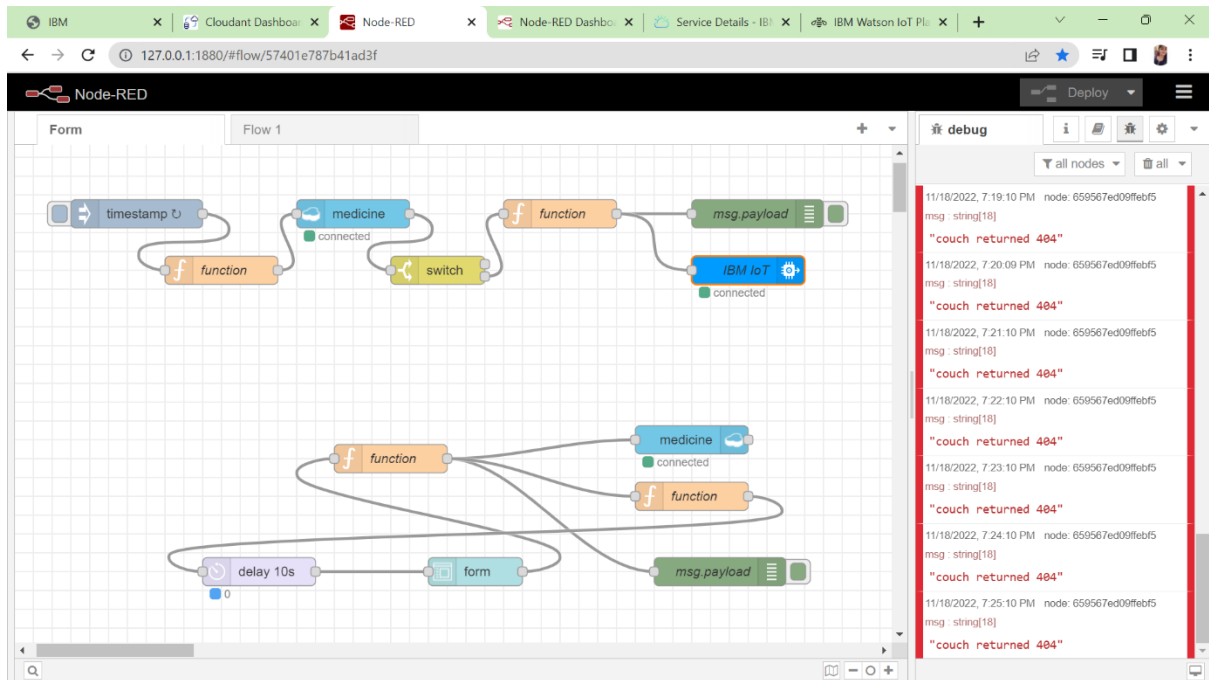 IBM
Cloudant Dashboar
Node-RED
Node-RED Dashbo
Service Details - IB
IBM Watson IoT Pla
127.0.0.1:1880/#flow/57401e787b41ad3f
Node-RED
Deploy
Form
Flow 1
debug
i
all nodes
all
timestamp ↻
medicine
connected
f function
msg.payload
f function
switch
IBM IoT
connected
f function
medicine
connected
f function
delay 10s
0
form
msg.payload
11/18/2022, 7:19:10 PM node: 659567ed09ffebf5
msg : string[18]
"couch returned 404"
11/18/2022, 7:20:09 PM node: 659567ed09ffebf5
msg : string[18]
"couch returned 404"
11/18/2022, 7:21:10 PM node: 659567ed09ffebf5
msg : string[18]
"couch returned 404"
11/18/2022, 7:22:10 PM node: 659567ed09ffebf5
msg : string[18]
"couch returned 404"
11/18/2022, 7:23:10 PM node: 659567ed09ffebf5
msg : string[18]
"couch returned 404"
11/18/2022, 7:24:10 PM node: 659567ed09ffebf5
msg : string[18]
"couch returned 404"
11/18/2022, 7:25:10 PM node: 659567ed09ffebf5
msg : string[18]
"couch returned 404"